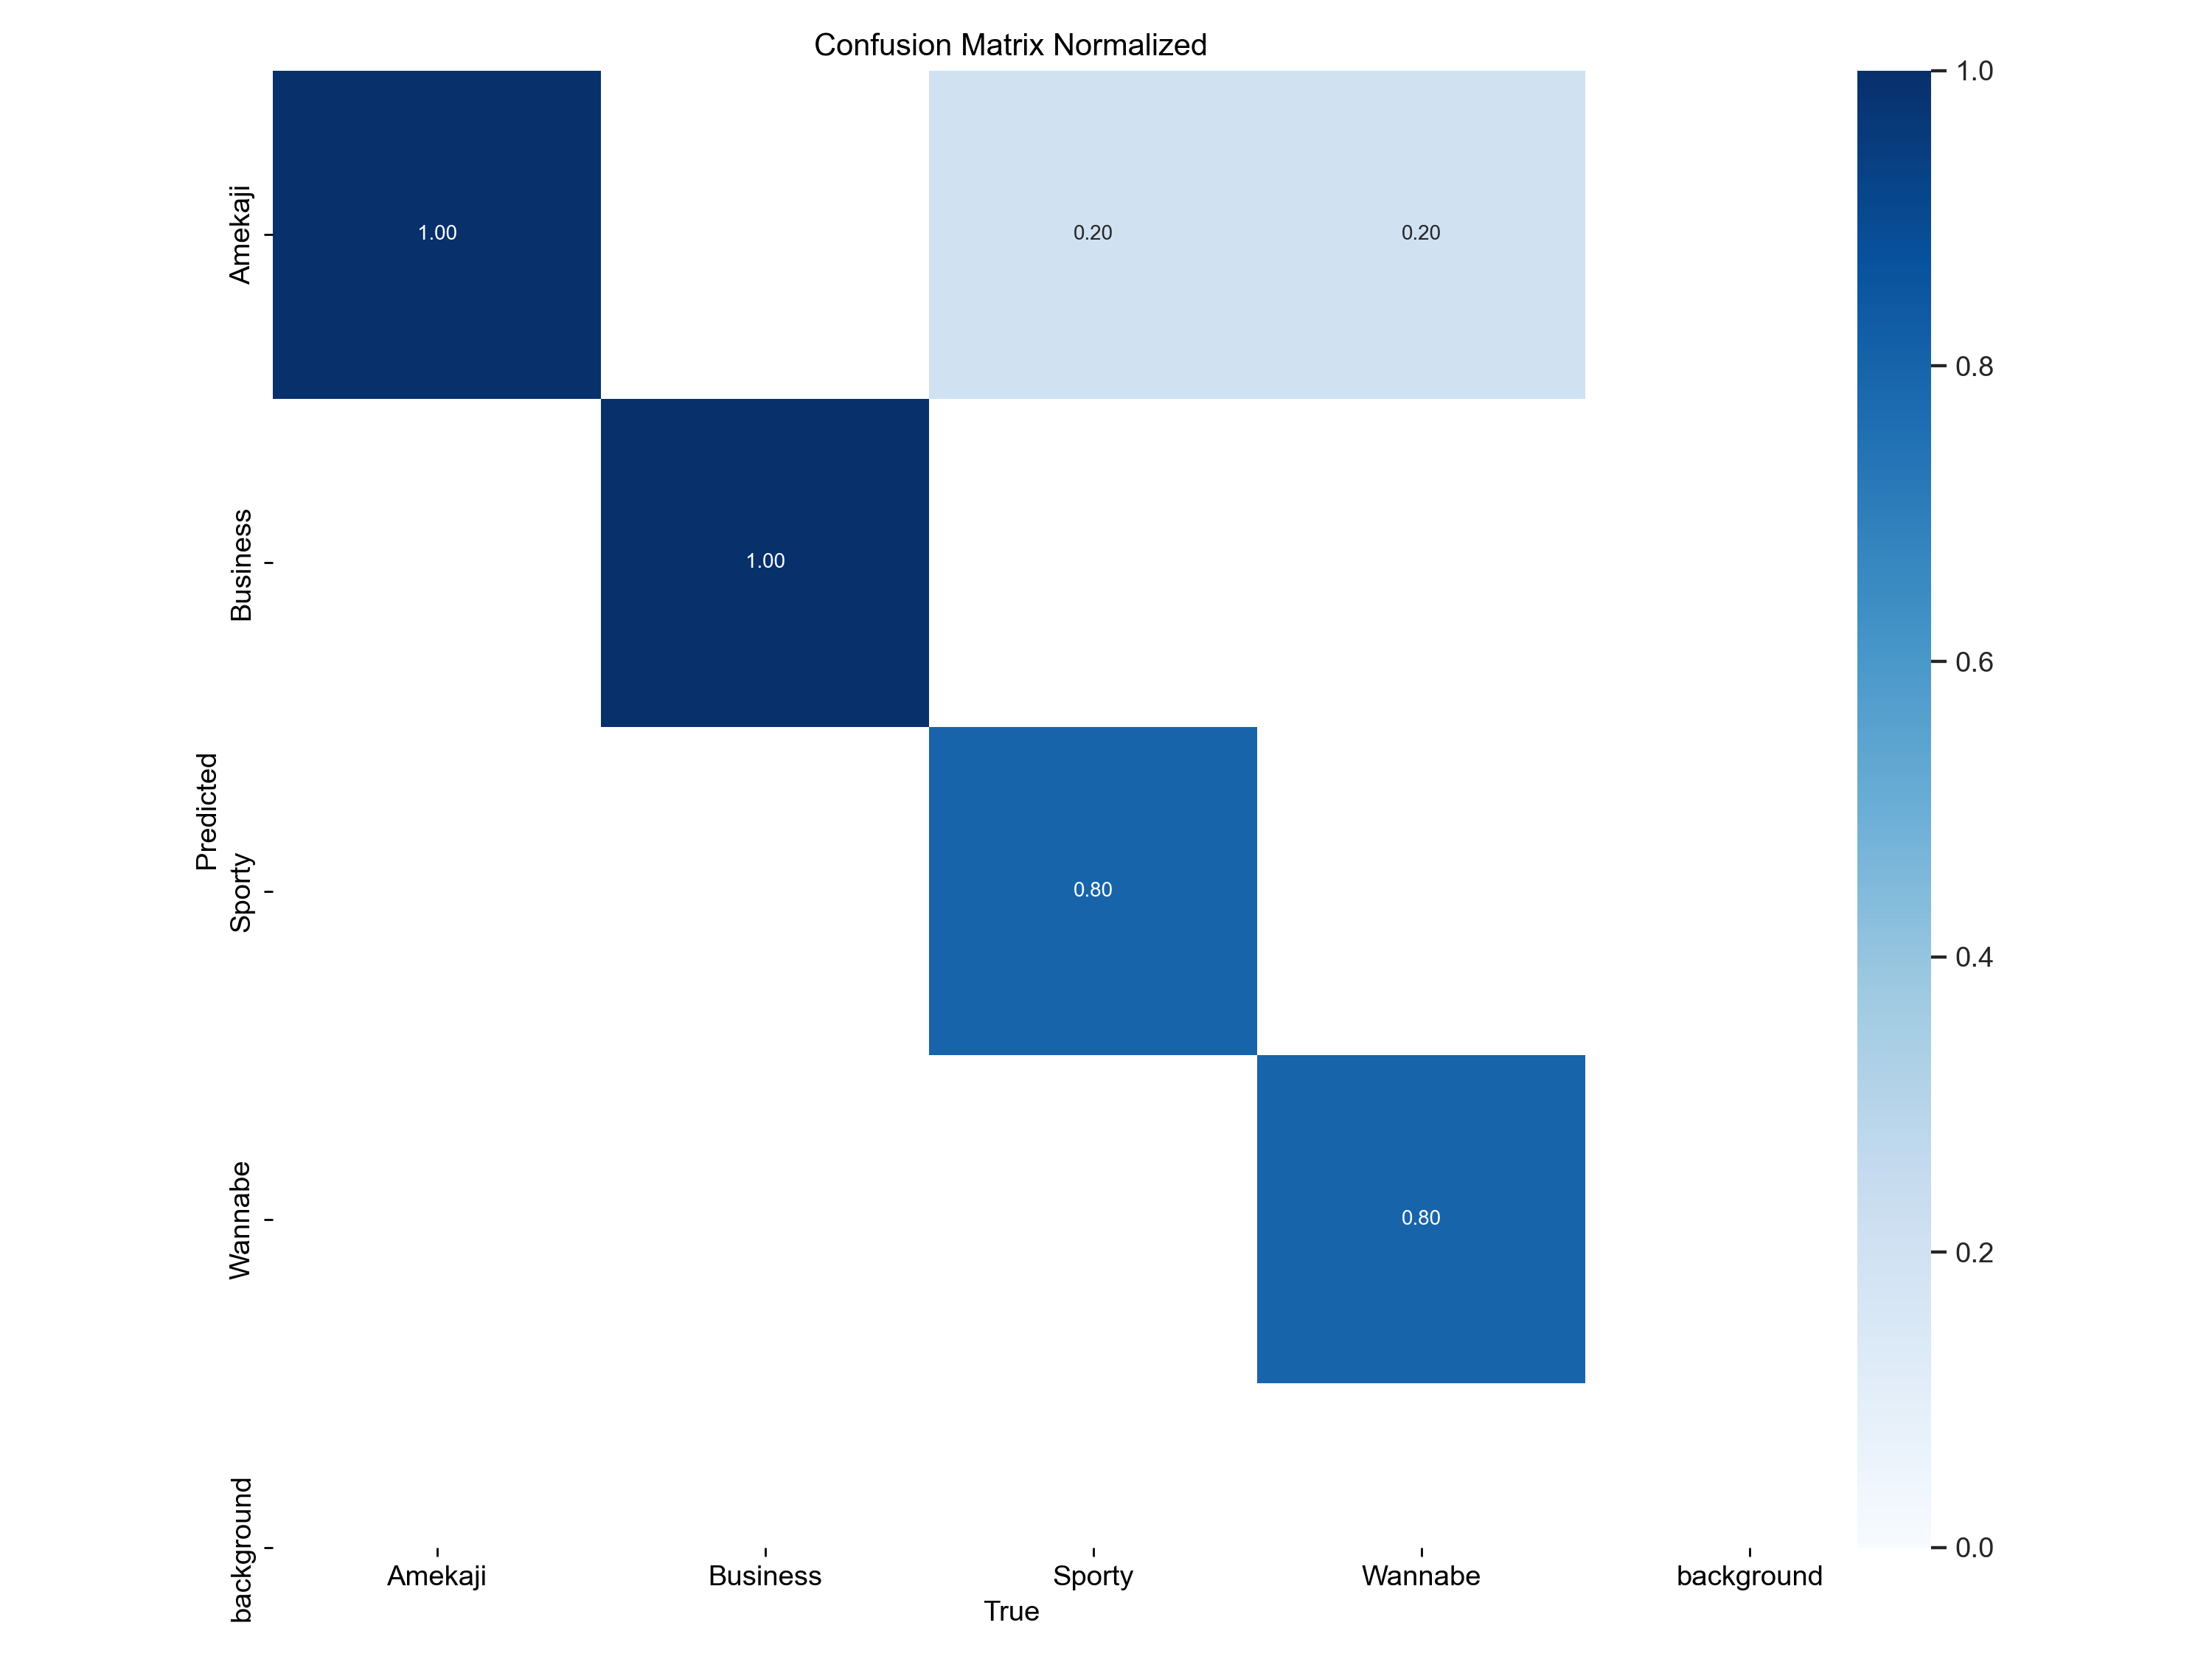 Confusion Matrix Normalized
1.0
Amekaji
1.00
0.20
0.20
0.8
Business
1.00
0.6
Predicted
Sporty
0.80
0.4
Wannabe
0.80
0.2
background
0.0
Amekaji
Business
Sporty
Wannabe
background
True